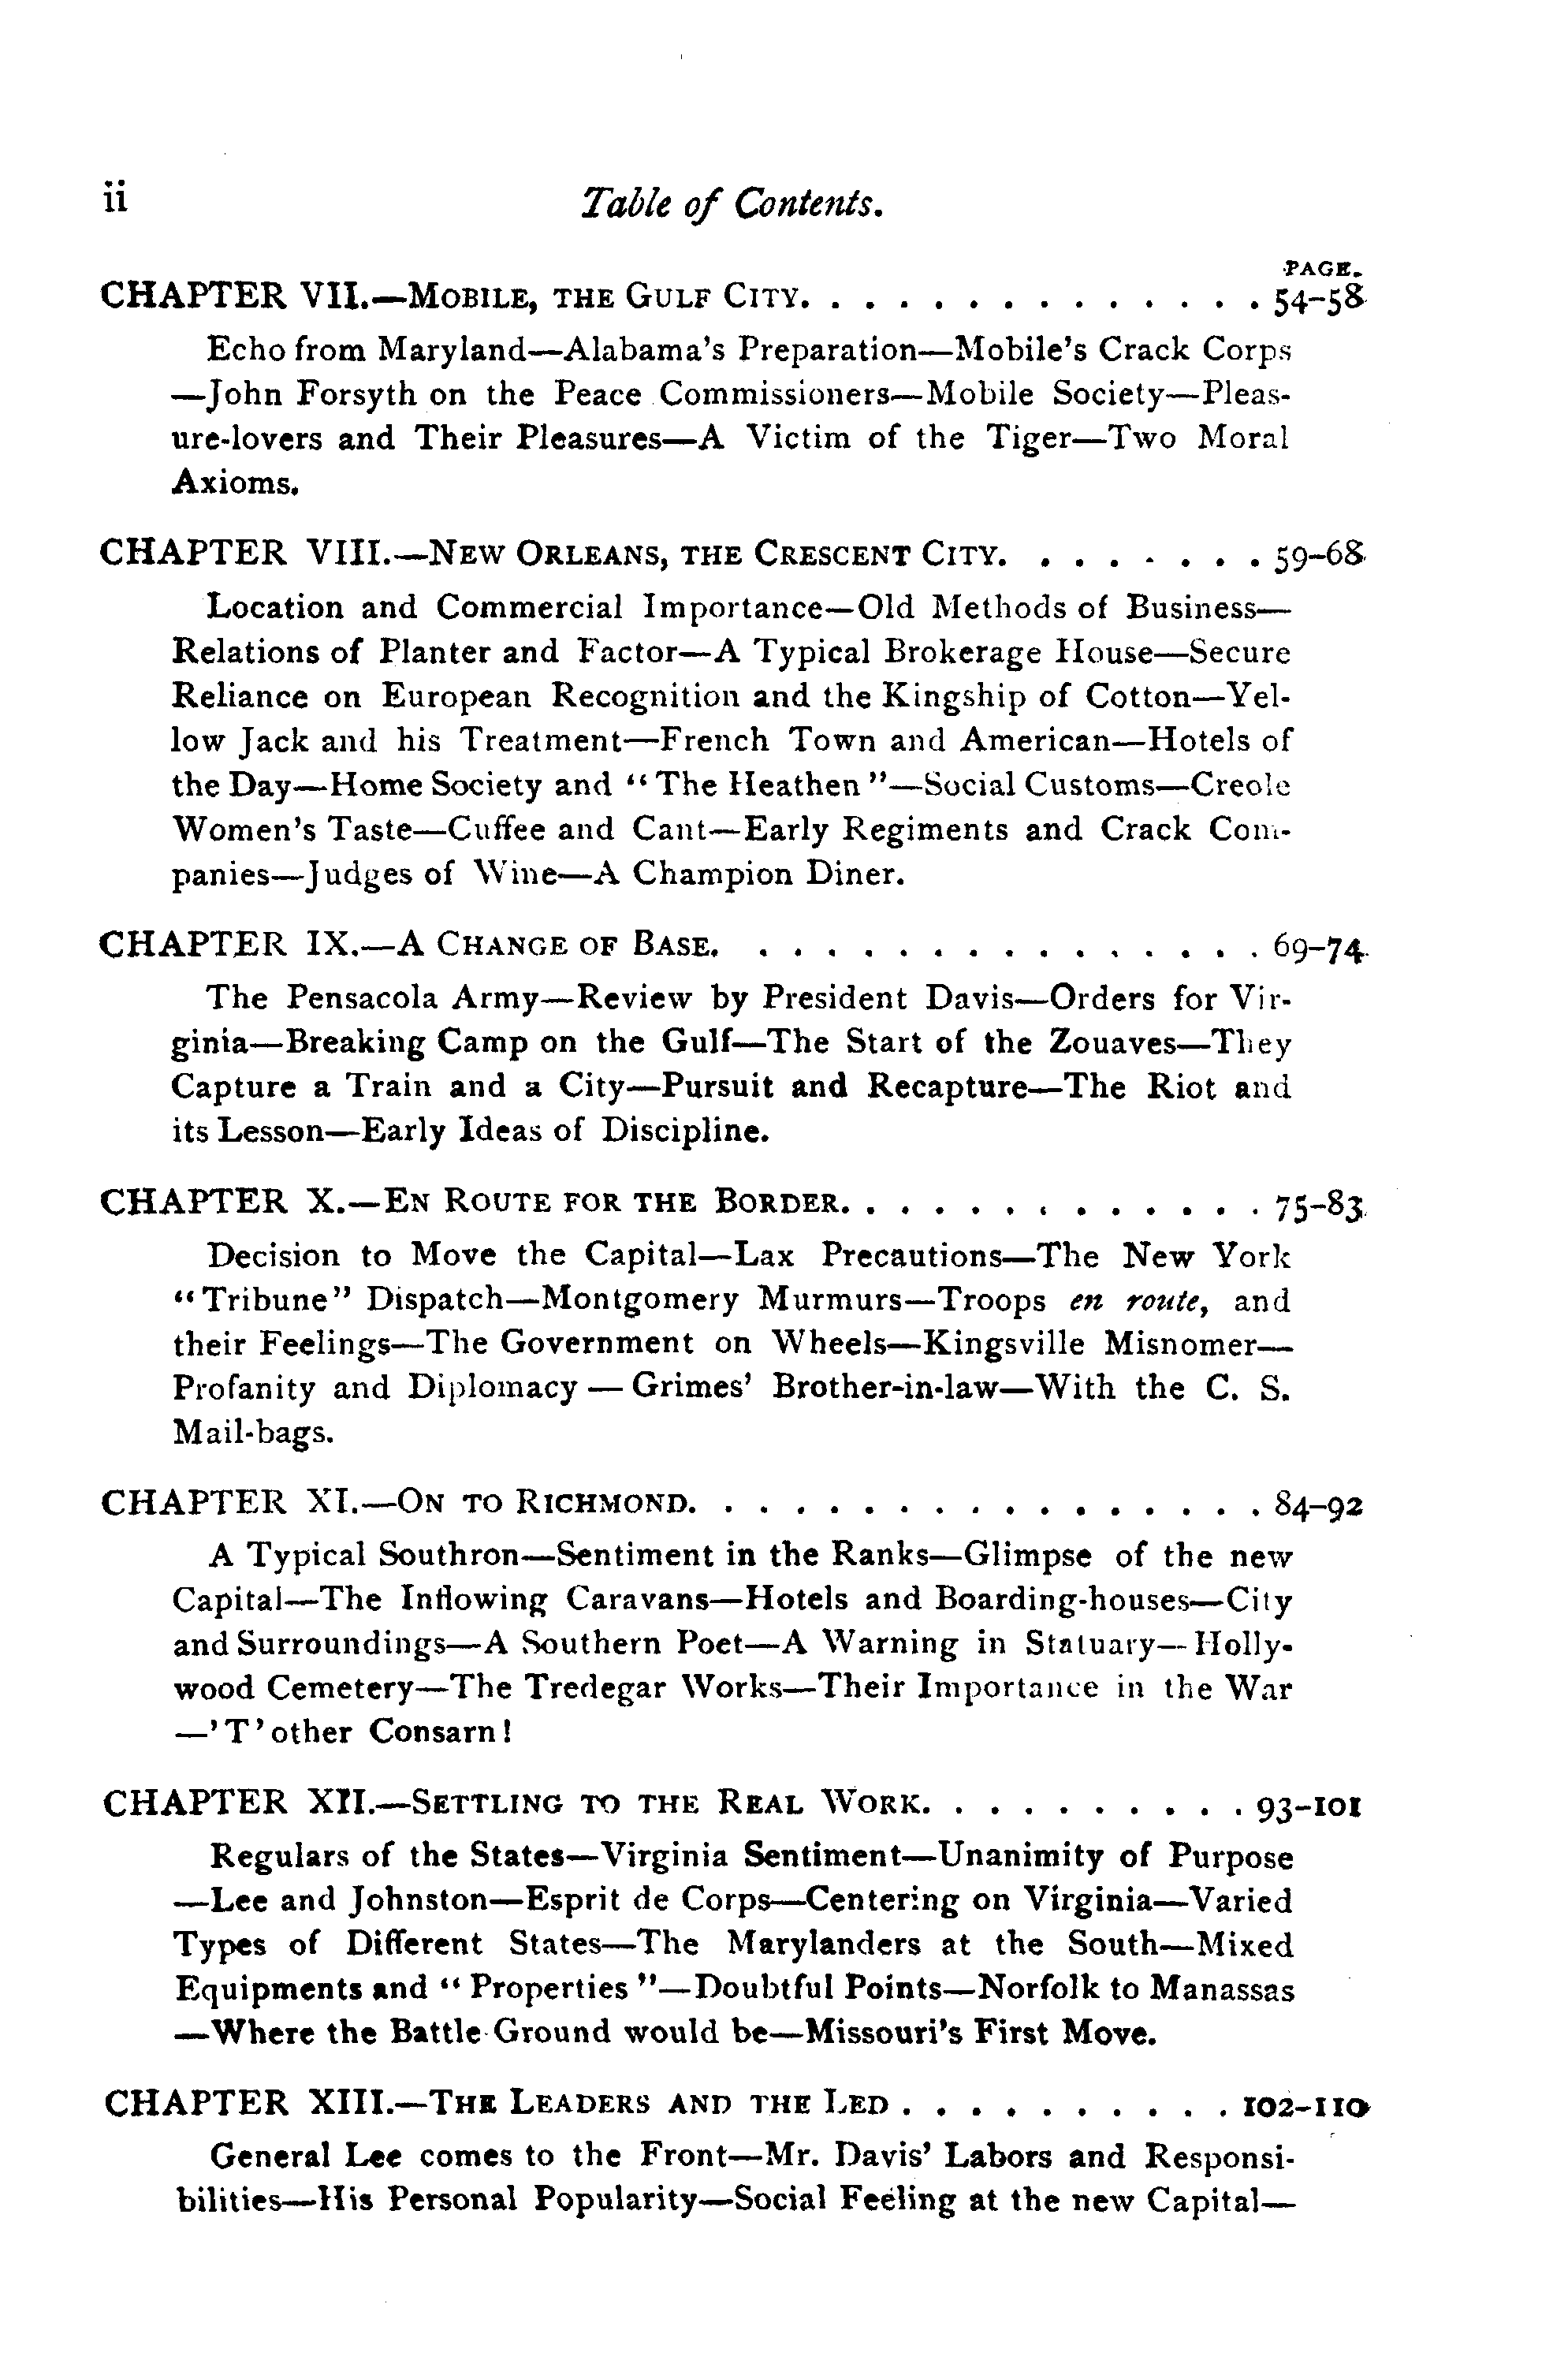 ii
Table of Contents.
PAGE.
CHAPTER VII.—MOBILE, THE GULF CITY. . . . . . . . . . . . . . 54–58
Echo from Maryland—Alabama's Preparation—Mobile's Crack Corps
—John Forsyth on the Peace Commissioners—Mobile Society—Pleas-
ure-lovers and Their Pleasures—A Victim of the Tiger—Two Moral
Axioms.
CHAPTER VIII.—NEW ORLEANS, THE CRESCENT CITY. . . . . . . . 59–68
Location and Commercial Importance—Old Methods of Business—
Relations of Planter and Factor—A Typical Brokerage House—Secure
Reliance on European Recognition and the Kingship of Cotton—Yel-
low Jack and his Treatment—French Town and American—Hotels of
the Day—Home Society and "The Heathen"—Social Customs—Creole
Women's Taste—Cuffee and Cant—Early Regiments and Crack Com-
panies—Judges of Wine—A Champion Diner.
CHAPTER IX.—A CHANGE OF BASE. . . . . . . . . . . . . . . . 69–74
The Pensacola Army—Review by President Davis—Orders for Vir-
ginia—Breaking Camp on the Gulf—The Start of the Zouaves—They
Capture a Train and a City—Pursuit and Recapture—The Riot and
its Lesson—Early Ideas of Discipline.
CHAPTER X.—EN ROUTE FOR THE BORDER. . . . . . . . . . . . . 75–83
Decision to Move the Capital—Lax Precautions—The New York
"Tribune" Dispatch—Montgomery Murmurs—Troops en route, and
their Feelings—The Government on Wheels—Kingsville Misnomer—
Profanity and Diplomacy — Grimes' Brother-in-law—With the C. S.
Mail-bags.
CHAPTER XI.—ON TO RICHMOND. . . . . . . . . . . . . . . . . 84–92
A Typical Southron—Sentiment in the Ranks—Glimpse of the new
Capital—The Inflowing Caravans—Hotels and Boarding-houses—City
and Surroundings—A Southern Poet—A Warning in Statuary—Holly-
wood Cemetery—The Tredegar Works—Their Importance in the War
—'T'other Consarn!
CHAPTER XII.—SETTLING TO THE REAL WORK. . . . . . . . . . 93–101
Regulars of the States—Virginia Sentiment—Unanimity of Purpose
—Lee and Johnston—Esprit de Corps—Centering on Virginia—Varied
Types of Different States—The Marylanders at the South—Mixed
Equipments and "Properties"—Doubtful Points—Norfolk to Manassas
—Where the Battle Ground would be—Missouri's First Move.
CHAPTER XIII.—THE LEADERS AND THE LED . . . . . . . . . . 102–110
General Lee comes to the Front—Mr. Davis' Labors and Responsi-
bilities—His Personal Popularity—Social Feeling at the new Capital—